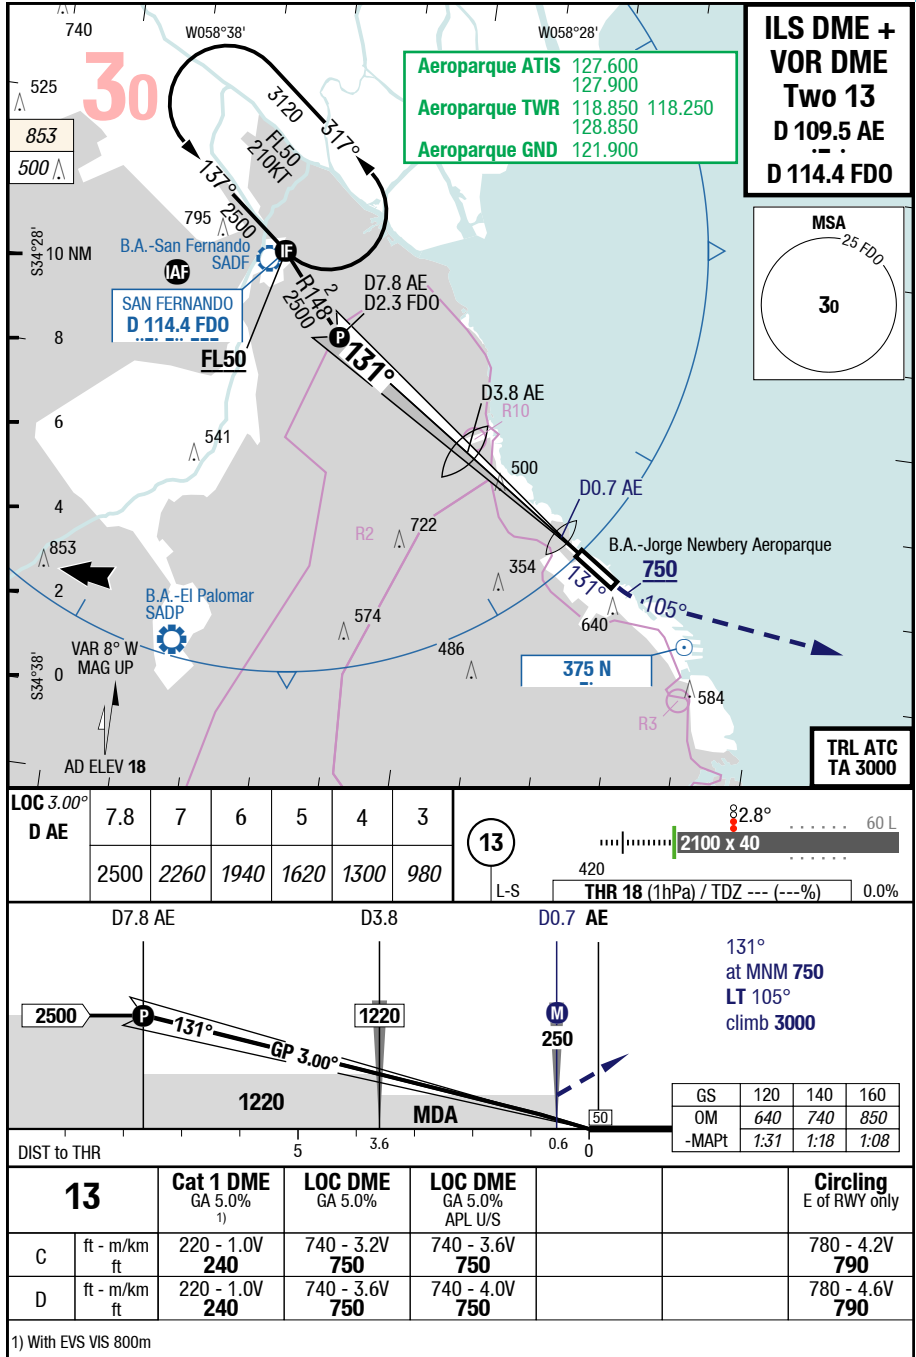 ILS DME +
VOR DME
Two 13
D 109.5 AE
D 114.4 FDO
740
W058°38'
W058°28'
Aeroparque ATIS 127.600
127.900
Aeroparque TWR 118.850 118.250
128.850
Aeroparque GND 121.900
30
525
853
500
MSA
25 FDO
30
3120 317°
FL50
210KT
137°
2500
795
B.A.-San Fernando
SADF
S34°28'
10 NM
IAF
IF
SAN FERNANDO
D 114.4 FDO
FL50
R148
2
2500
D7.8 AE
D2.3 FDO
P
131°
8
6
4
2
0
D3.8 AE
R10
541
500
D0.7 AE
R2
722
853
354
B.A.-Jorge Newbery Aeroparque
750
131°
105°
B.A.-El Palomar
SADP
574
640
486
375 N
VAR 8° W
MAG UP
S34°38'
584
R3
AD ELEV 18
TRL ATC
TA 3000
LOC 3.00°
D AE
7.8 7 6 5 4 3
2500 2260 1940 1620 1300 980
13
L-S
2.8°
60 L
2100 x 40
420
THR 18 (1hPa) / TDZ --- (---%)
0.0%
D7.8 AE D3.8 D0.7 AE
2500
P
131°
GP 3.00°
1220
M
250
1220
MDA
50
131°
at MNM 750
LT 105°
climb 3000
DIST to THR 5 3.6 0.6 0
GS 120 140 160
OM 640 740 850
-MAPt 1:31 1:18 1:08
13
Cat 1 DME
GA 5.0%
1)
LOC DME
GA 5.0%
LOC DME
GA 5.0%
APL U/S
Circling
E of RWY only
C ft - m/km 220 - 1.0V 740 - 3.2V 740 - 3.6V 780 - 4.2V
ft 240 750 750 790
D ft - m/km 220 - 1.0V 740 - 3.6V 740 - 4.0V 780 - 4.6V
ft 240 750 750 790
1) With EVS VIS 800m